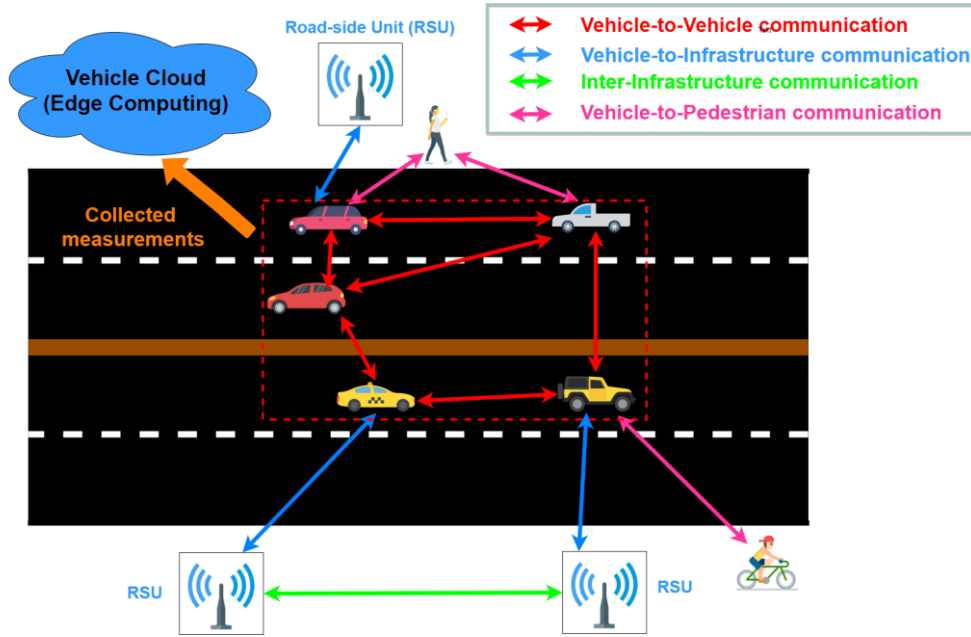 Road-side Unit (RSU)
Vehicle-to-Vehicle communication
Vehicle-to-Infrastructure communication
Inter-Infrastructure communication
Vehicle-to-Pedestrian communication
Vehicle Cloud
(Edge Computing)
Collected
measurements
RSU
RSU